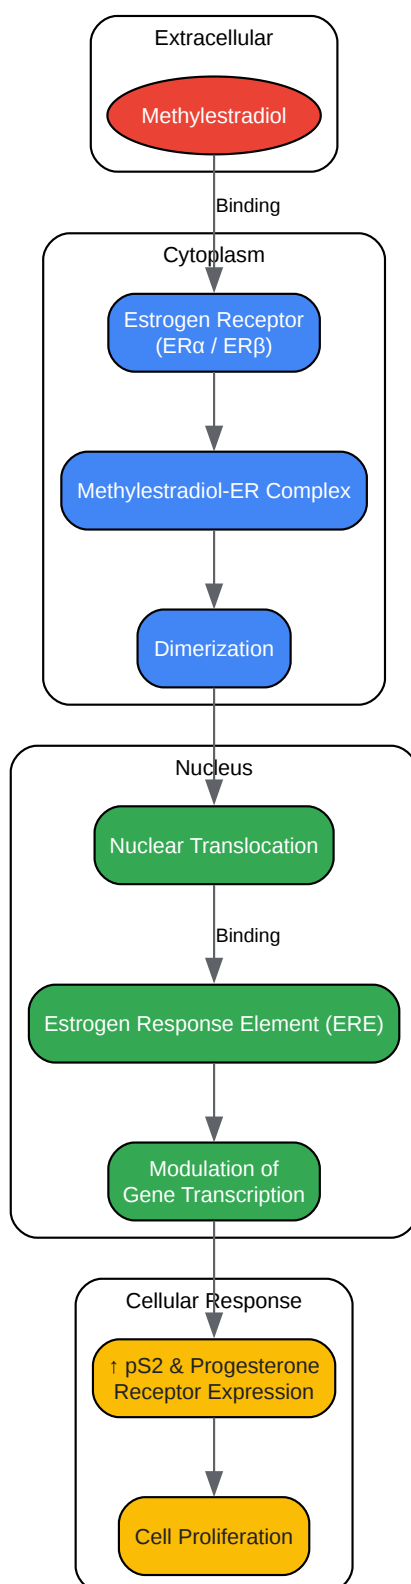 Extracellular
Methylestradiol
Binding
Cytoplasm
Estrogen Receptor
(ERα / ERβ)
Methylestradiol-ER Complex
Dimerization
Nucleus
Nuclear Translocation
Binding
Estrogen Response Element (ERE)
Modulation of
Gene Transcription
Cellular Response
↑ pS2 & Progesterone
Receptor Expression
Cell Proliferation